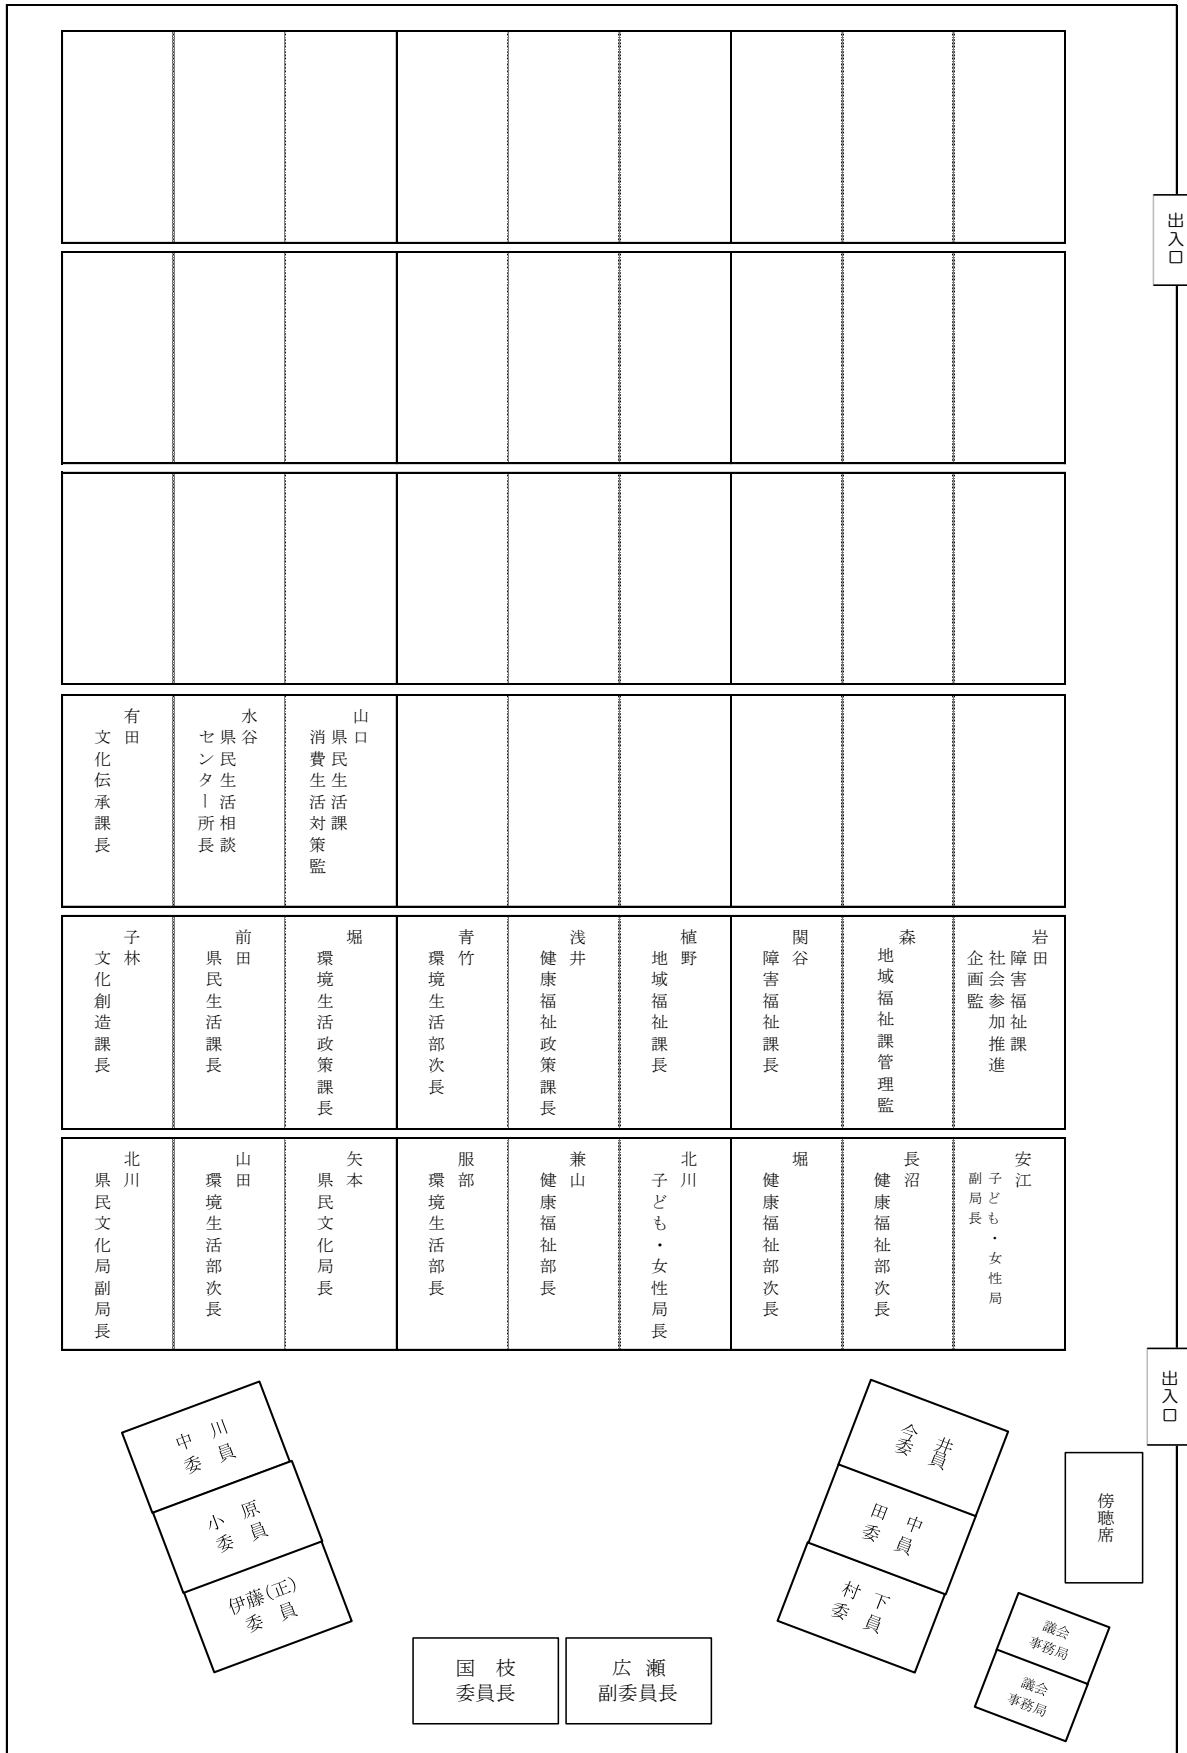 出入口
山口
県民生活課
消費生活対策監
水谷
県民生活相談
センター所長
有田
文化伝承課長
岩田
障害福祉課
社会参加推進
企画監
森
地域福祉課管理監
関谷
障害福祉課長
植野
地域福祉課長
浅井
健康福祉政策課長
青竹
環境生活部次長
堀
環境生活政策課長
前田
県民生活課長
子林
文化創造課長
安江
子ども・女性局
副局長
長沼
健康福祉部次長
堀
健康福祉部次長
北川
子ども・女性局長
兼山
健康福祉部長
服部
環境生活部長
矢本
県民文化局長
山田
環境生活部次長
北川
県民文化局副局長
出入口
中川
委員
小原
委員
伊藤(正)
委員
今井
委員
田中
委員
村下
委員
傍聴席
議会
事務局
議会
事務局
国枝
委員長
広瀬
副委員長